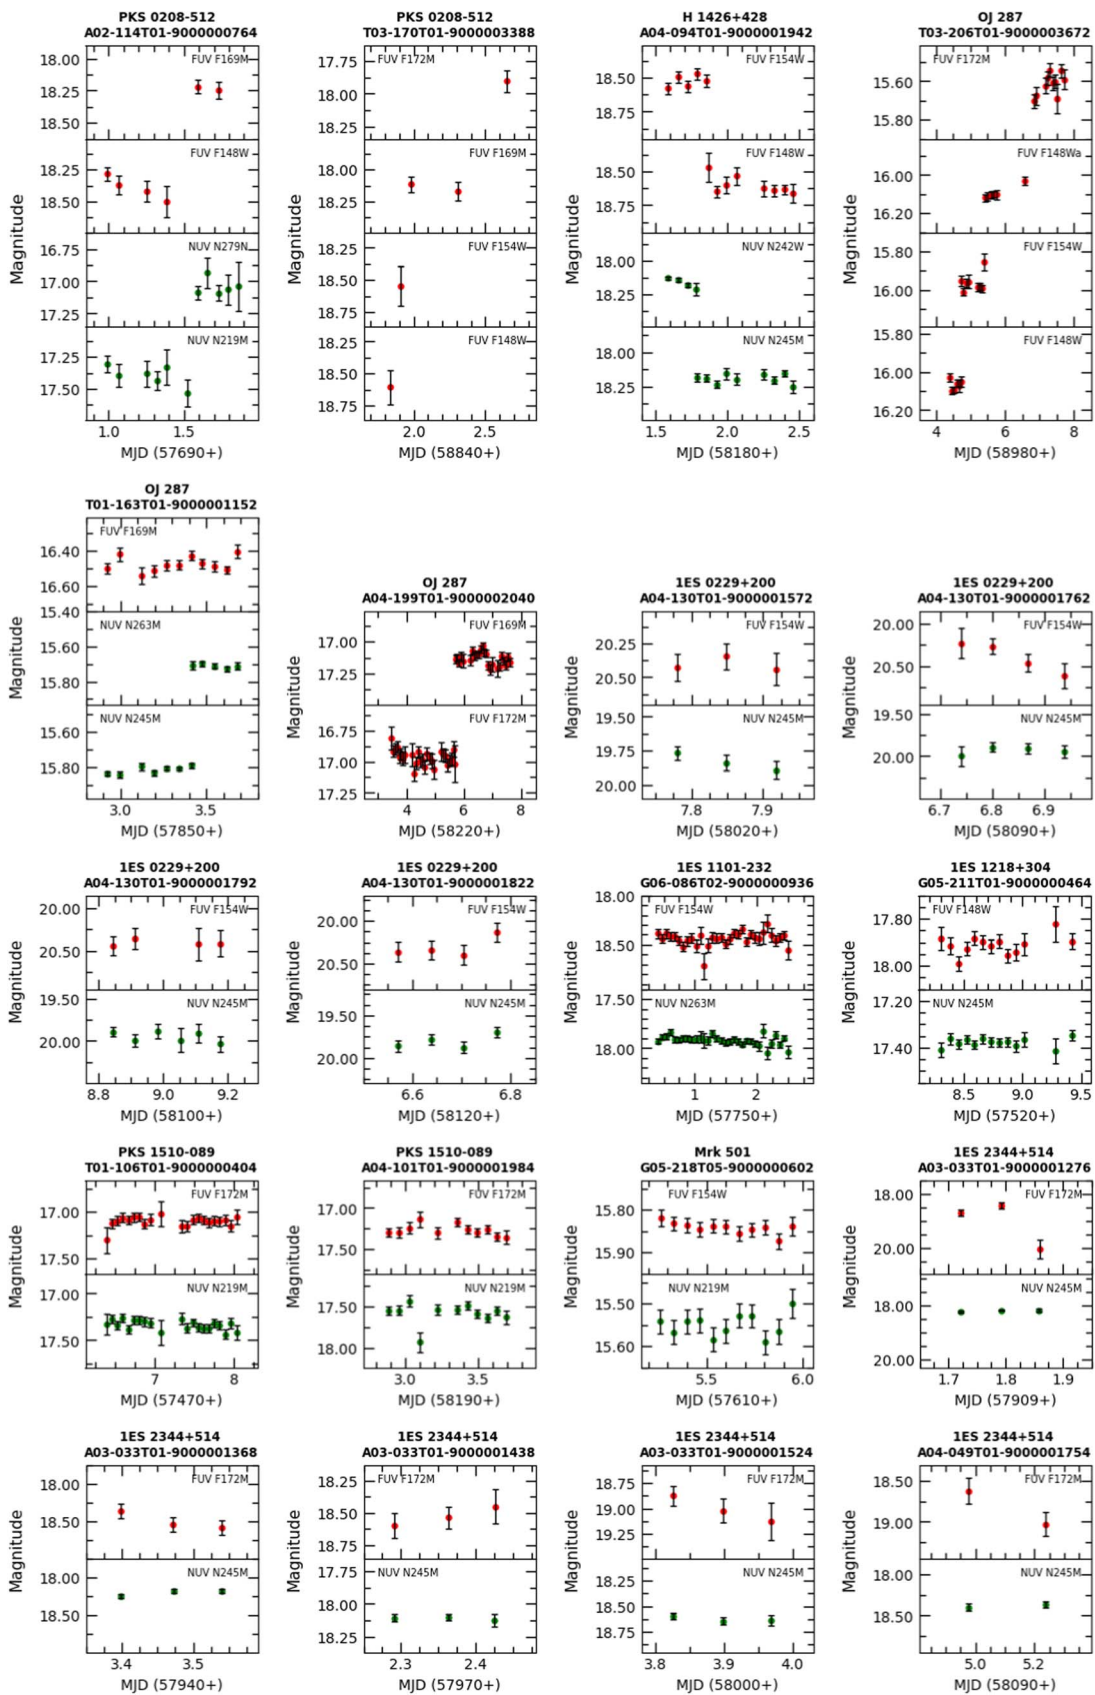 PKS 0208-512
A02-114T01-9000000764
FUV F169M
18.00
18.25
18.50
FUV F148W
18.25
18.50
NUV N279N
16.75
17.00
17.25
NUV N219M
17.25
17.50
Magnitude
1.0
1.5
MJD (57690+)
PKS 0208-512
T03-170T01-9000003388
FUV F172M
17.75
18.00
18.25
FUV F169M
18.00
18.25
FUV F154W
18.25
18.50
18.75
FUV F148W
18.50
18.75
Magnitude
2.0
2.5
MJD (58840+)
H 1426+428
A04-094T01-9000001942
FUV F154W
18.50
18.75
FUV F148W
18.50
18.75
NUV N242W
18.00
18.25
NUV N245M
18.00
18.25
Magnitude
1.5
2.0
2.5
MJD (58180+)
OJ 287
T03-206T01-9000003672
FUV F172M
15.60
15.80
FUV F148Wa
16.00
16.20
FUV F154W
15.80
16.00
FUV F148W
15.80
16.00
16.20
Magnitude
4
6
8
MJD (58980+)
OJ 287
T01-163T01-9000001152
FUV F169M
16.40
16.60
NUV N263M
15.40
15.60
15.80
NUV N245M
15.60
15.80
Magnitude
3.0
3.5
MJD (57850+)
OJ 287
A04-199T01-9000002040
FUV F169M
17.00
17.25
FUV F172M
16.75
17.00
17.25
Magnitude
4
6
8
MJD (58220+)
1ES 0229+200
A04-130T01-9000001572
FUV F154W
20.25
20.50
NUV N245M
19.50
19.75
20.00
Magnitude
7.8
7.9
MJD (58020+)
1ES 0229+200
A04-130T01-9000001762
FUV F154W
20.00
20.50
NUV N245M
19.50
20.00
Magnitude
6.7
6.8
6.9
MJD (58090+)
1ES 0229+200
A04-130T01-9000001792
FUV F154W
20.00
20.50
NUV N245M
19.50
20.00
Magnitude
8.8
9.0
9.2
MJD (58100+)
1ES 0229+200
A04-130T01-9000001822
FUV F154W
20.00
20.50
NUV N245M
19.50
20.00
Magnitude
6.6
6.8
MJD (58120+)
1ES 1101-232
G06-086T02-9000000936
FUV F154W
18.00
18.50
NUV N263M
17.50
18.00
Magnitude
1
2
MJD (57750+)
1ES 1218+304
G05-211T01-9000000464
FUV F148W
17.80
18.00
NUV N245M
17.20
17.40
Magnitude
8.5
9.0
9.5
MJD (57520+)
PKS 1510-089
T01-106T01-9000000404
FUV F172M
17.00
17.50
NUV N219M
17.00
17.50
Magnitude
7
8
MJD (57470+)
PKS 1510-089
A04-101T01-9000001984
FUV F172M
17.00
17.50
NUV N219M
17.50
18.00
Magnitude
3.0
3.5
MJD (58190+)
Mrk 501
G05-218T05-9000000602
FUV F154W
15.80
15.90
NUV N219M
15.50
15.60
Magnitude
5.5
6.0
MJD (57610+)
1ES 2344+514
A03-033T01-9000001276
FUV F172M
18.00
20.00
NUV N245M
18.00
20.00
Magnitude
1.7
1.8
1.9
MJD (57909+)
1ES 2344+514
A03-033T01-9000001368
FUV F172M
18.00
18.50
NUV N245M
18.00
18.50
Magnitude
3.4
3.5
MJD (57940+)
1ES 2344+514
A03-033T01-9000001438
FUV F172M
18.25
18.50
18.75
NUV N245M
17.75
18.00
18.25
Magnitude
2.3
2.4
MJD (57970+)
1ES 2344+514
A03-033T01-9000001524
FUV F172M
18.75
19.00
19.25
NUV N245M
18.25
18.50
18.75
Magnitude
3.8
3.9
4.0
MJD (58000+)
1ES 2344+514
A04-049T01-9000001754
FUV F172M
18.50
19.00
NUV N245M
18.00
18.50
Magnitude
5.0
5.2
MJD (58090+)